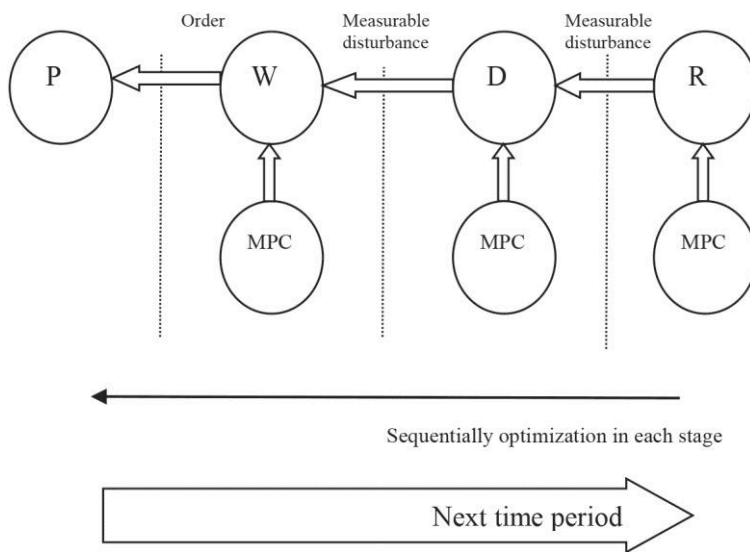 Order
Measurable
disturbance
Measurable
disturbance
P
W
D
R
MPC
MPC
MPC
Sequentially optimization in each stage
Next time period